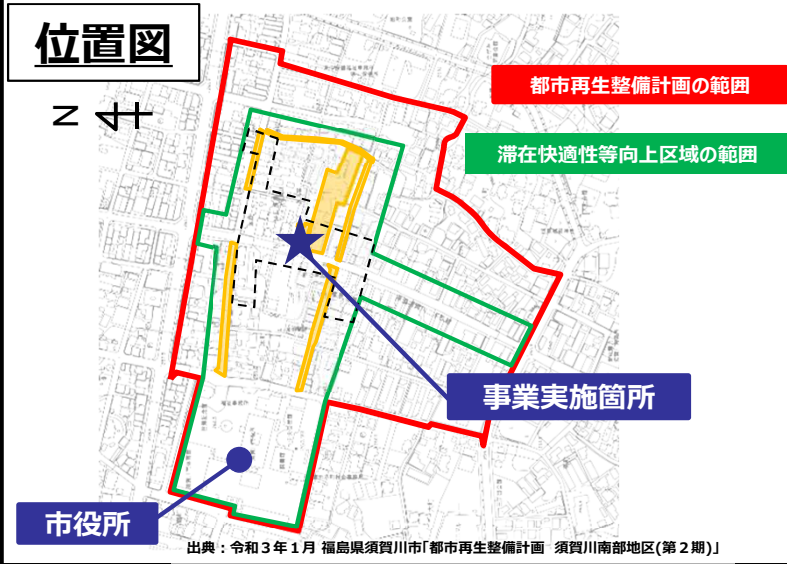 位置図
N
都市再生整備計画の範囲
滞在快適性等向上区域の範囲
事業実施箇所
市役所
出典：令和３年１月 福島県須賀川市「都市再生整備計画 須賀川南部地区(第２期)」